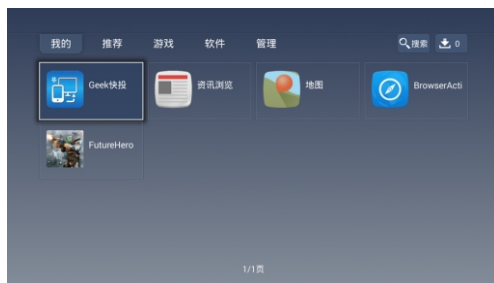 我的 推荐 游戏 软件 管理 搜索 0
Geek快投 资讯浏览 地图 BrowserActi
FutureHero
1/1页